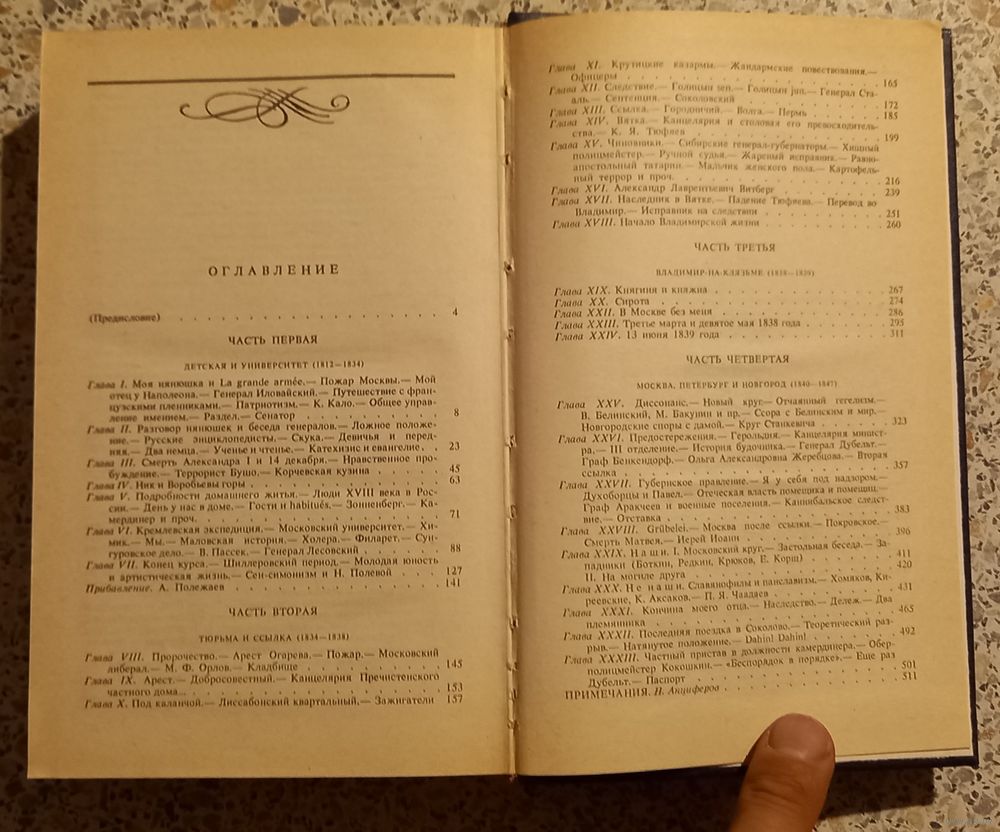 ОГЛАВЛЕНИЕ
(Предисловие) . . . . . . . . . . . . . . . . . 4
ЧАСТЬ ПЕРВАЯ
ДЕТСКАЯ И УНИВЕРСИТЕТ (1812—1834)
Глава I. Моя нянюшка и La grande armée.— Пожар Москвы.— Мой
отец у Наполеона.— Генерал Иловайский.— Путешествие с фран-
цузскими пленниками.— Патриотизм.— К. Кало.— Общее управ-
ление имением.— Раздел.— Сенатор . . . . . . . . 8
Глава II. Разговор нянюшек и беседа генералов.— Ложное положе-
ние.— Русские энциклопедисты.— Скука.— Девичья и перед-
няя.— Два немца.— Ученье и чтенье.— Катехизис и евангелие . . 23
Глава III. Смерть Александра I и 14 декабря.— Нравственное про-
буждение.— Террорист Бушо.— Корчевская кузина . . . . . 45
Глава IV. Ник и Воробьевы горы . . . . . . . . . . 63
Глава V. Подробности домашнего житья.— Люди XVIII века в Рос-
сии.— День у нас в доме.— Гости и habitués.— Зонненберг.— Ка-
мердинер и проч. . . . . . . . . . . . . . . 71
Глава VI. Кремлевская экспедиция.— Московский университет.— Хи-
мик.— Мы.— Маловская история.— Холера.— Филарет.— Сун-
гуровское дело.— В. Пассек.— Генерал Лесовский . . . . . 88
Глава VII. Конец курса.— Шиллеровский период.— Молодая юность
и артистическая жизнь.— Сен-симонизм и Н. Полевой . . . . 127
Прибавление. А. Полежаев . . . . . . . . . . . . 141
ЧАСТЬ ВТОРАЯ
ТЮРЬМА И ССЫЛКА (1834—1838)
Глава VIII. Пророчество.— Арест Огарева.— Пожар.— Московский
либерал.— М. Ф. Орлов.— Кладбище . . . . . . . . 145
Глава IX. Арест.— Добросовестный.— Канцелярия Пречистенского
частного дома... . . . . . . . . . . . . . . 153
Глава X. Под каланчой.— Лиссабонский квартальный.— Зажигатели 157
Глава XI. Крутицкие казармы.— Жандармские повествования.—
Офицеры . . . . . . . . . . . . . . . . 165
Глава XII. Следствие.— Голицын sen.— Голицын jun.— Генерал Ста-
аль.— Сентенция.— Соколовский . . . . . . . . . 172
Глава XIII. Ссылка.— Городничий.— Волга.— Пермь . . . . . 185
Глава XIV. Вятка.— Канцелярия и столовая его превосходитель-
ства.— К. Я. Тюфяев . . . . . . . . . . . . 199
Глава XV. Чиновники.— Сибирские генерал-губернаторы.— Хищный
полицмейстер.— Ручной судья.— Жареный исправник.— Равно-
апостольный татарин.— Мальчик женского пола.— Картофель-
ный террор и проч. . . . . . . . . . . . . . 216
Глава XVI. Александр Лаврентьевич Витберг . . . . . . . 239
Глава XVII. Наследник в Вятке.— Падение Тюфяева.— Перевод во
Владимир.— Исправник на следствии . . . . . . . . 251
Глава XVIII. Начало Владимирской жизни . . . . . . . . 260
ЧАСТЬ ТРЕТЬЯ
ВЛАДИМИР-НА-КЛЯЗЬМЕ (1838—1839)
Глава XIX. Княгиня и княжна . . . . . . . . . . . 267
Глава XX. Сирота . . . . . . . . . . . . . . 274
Глава XXII. В Москве без меня . . . . . . . . . . 286
Глава XXIII. Третье марта и девятое мая 1838 года . . . . . 295
Глава XXIV. 13 июня 1839 года . . . . . . . . . . 311
ЧАСТЬ ЧЕТВЕРТАЯ
МОСКВА, ПЕТЕРБУРГ И НОВГОРОД (1840—1847)
Глава XXV. Диссонанс.— Новый круг.— Отчаянный гегелизм.—
В. Белинский, М. Бакунин и пр.— Ссора с Белинским и мир.—
Новгородские споры с дамой.— Круг Станкевича . . . . . 323
Глава XXVI. Предостережения.— Герольдия.— Канцелярия минист-
ра.— III отделение.— История будочника.— Генерал Дубельт.—
Граф Бенкендорф.— Ольга Александровна Жеребцова.— Вторая
ссылка . . . . . . . . . . . . . . . . . 357
Глава XXVII. Губернское правление.— Я у себя под надзором.—
Духоборцы и Павел.— Отеческая власть помещика и помещиц.—
Граф Аракчеев и военные поселения.— Каннибальское следст-
вие.— Отставка . . . . . . . . . . . . . . 383
Глава XXVIII. Grübelei.— Москва после ссылки.— Покровское.—
Смерть Матвея.— Иерей Иоанн . . . . . . . . . . 396
Глава XXIX. Наши. I. Московский круг.— Застольная беседа.— За-
падники (Боткин, Редкин, Крюков, Е. Корш) . . . . . . 411
II. На могиле друга . . . . . . . . . . . . . 420
Глава XXX. Не наши. Славянофилы и панславизм.— Хомяков, Ки-
реевские, К. Аксаков.— П. Я. Чаадаев . . . . . . . . 431
Глава XXXI. Кончина моего отца.— Наследство.— Дележ.— Два
племянника . . . . . . . . . . . . . . . 465
Глава XXXII. Последняя поездка в Соколово.— Теоретический раз-
рыв.— Натянутое положение.— Dahin! Dahin! . . . . . . 492
Глава XXXIII. Частный пристав в должности камердинера.— Обер-
полицмейстер Кокошкин.— «Беспорядок в порядке».— Еще раз
Дубельт.— Паспорт . . . . . . . . . . . . . 501
ПРИМЕЧАНИЯ. Н. Анциферов . . . . . . . . . . . 511